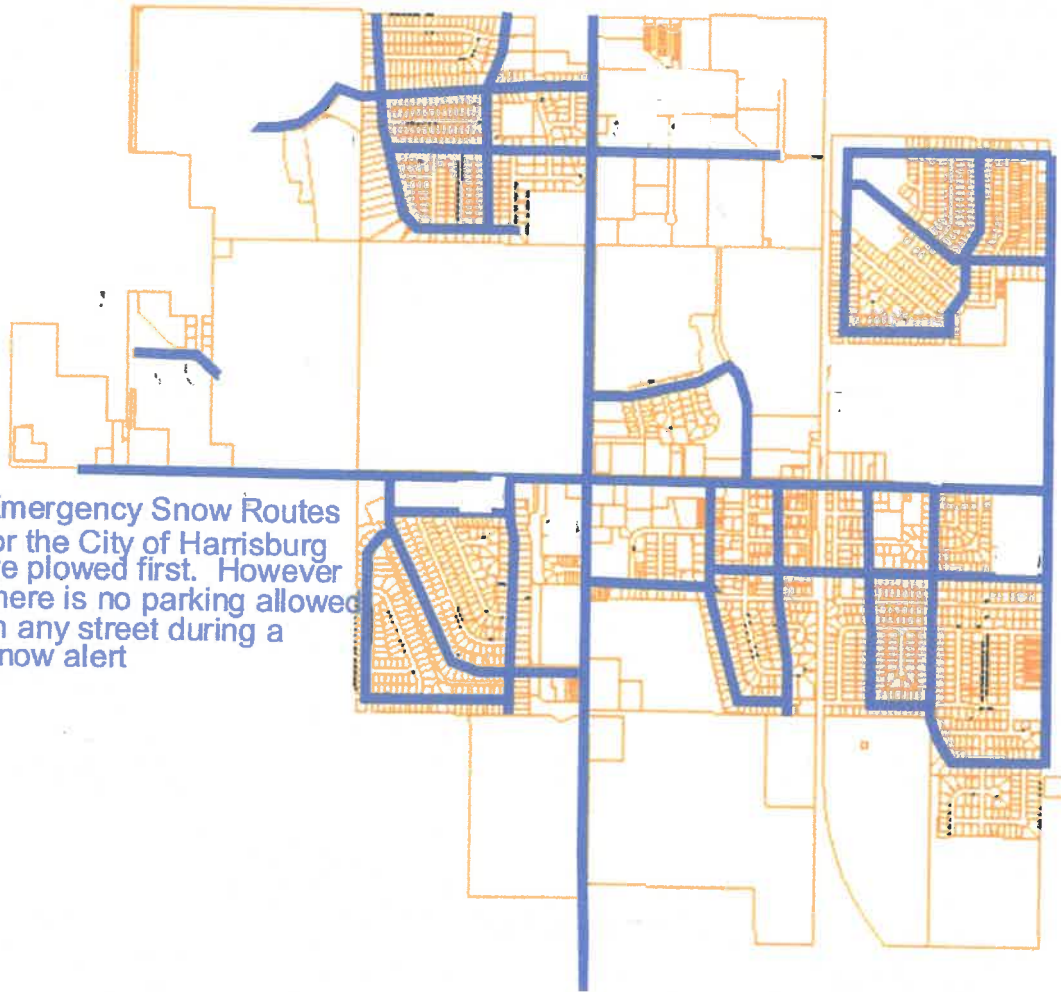 mergency Snow Routes
or the City of Harrisburg
re plowed first. However
here is no parking allowed
n any street during a
now alert